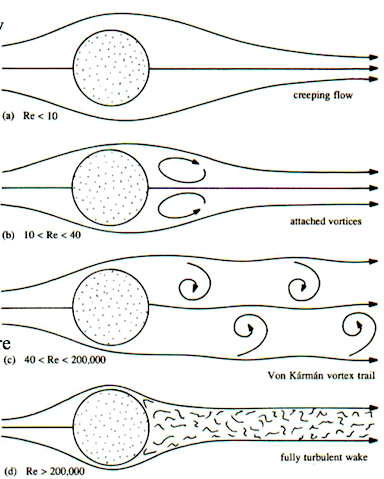 y
creeping flow
(a) Re < 10
attached vortices
(b) 10 < Re < 40
re
(c) 40 < Re < 200,000
Von Kármán vortex trail
fully turbulent wake
(d) Re > 200,000